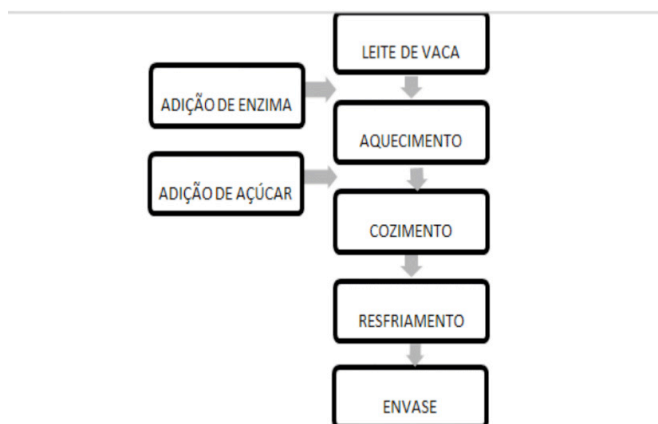 LEITE DE VACA
ADIÇÃO DE ENZIMA
AQUECIMENTO
ADIÇÃO DE AÇÚCAR
COZIMENTO
RESFRIAMENTO
ENVASE